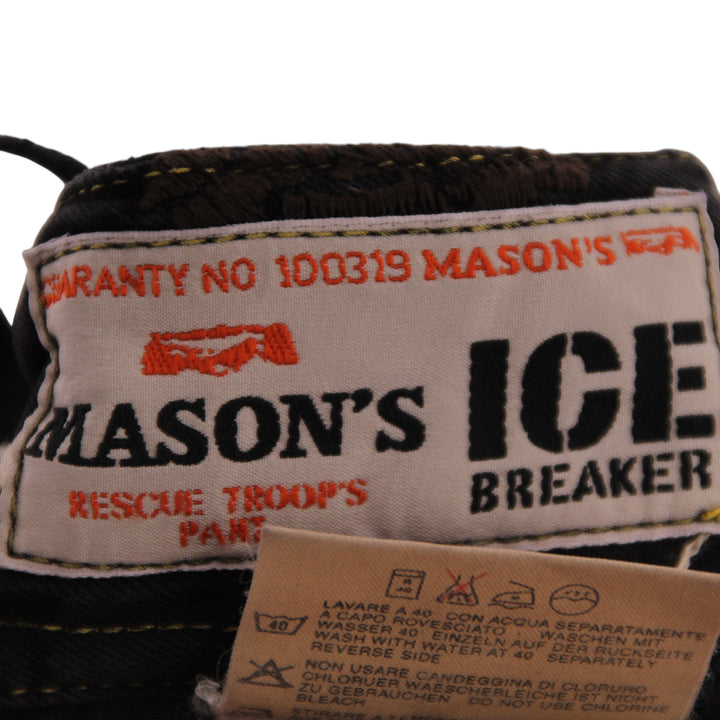 GUARANTY NO 100319 MASON'S
MASON'S
RESCUE TROOP'S
PANT
ICE
BREAKER
40
LAVARE A 40° CON ACQUA SEPARATAMENTE
A CAPO ROVESCIATO WASCHEN MIT
WASSER 40° EINZELN AUF DER RUCKSEITE
WASH WITH WATER AT 40 SEPARATELY
REVERSE SIDE
NON USARE CANDEGGINA DI CLORURO
CLORUER WAESCHEBLEICHE IST NICHT
ZU GEBRAUCHEN DO NOT USE CHLORINE
BLEACH